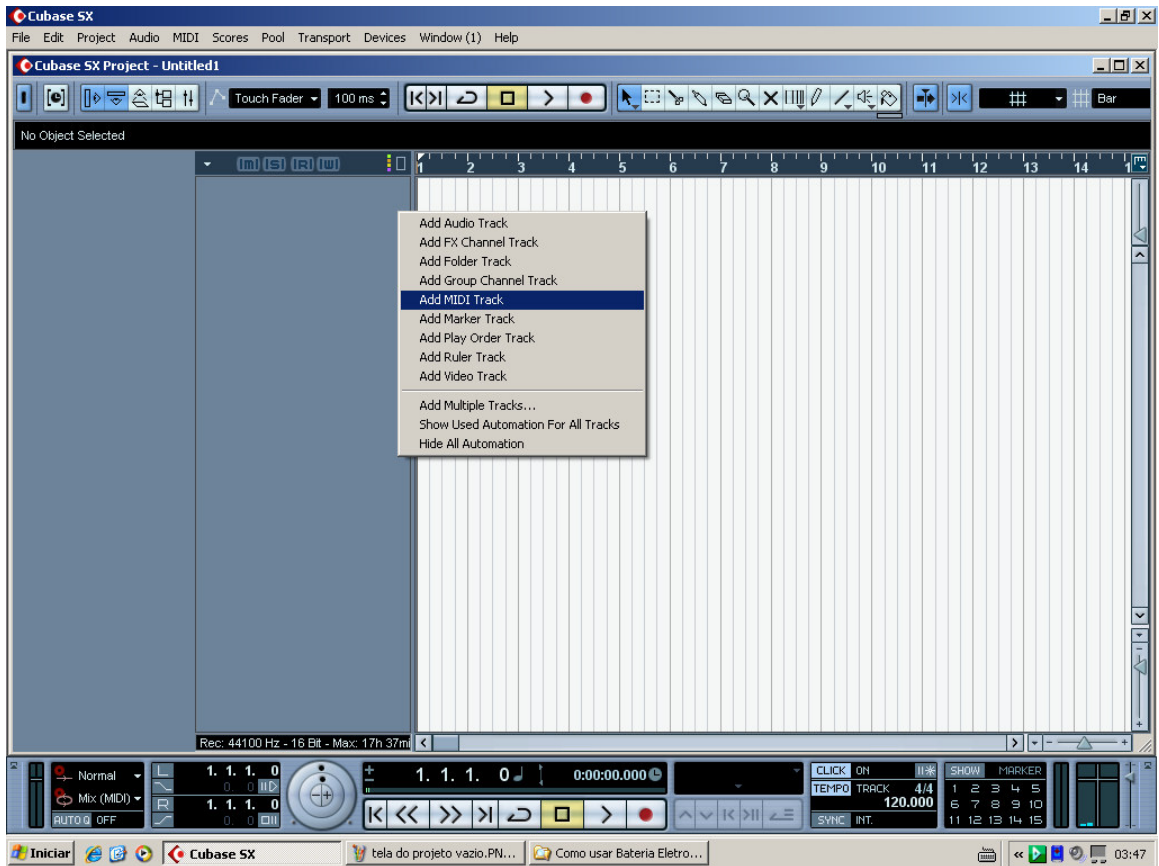 Cubase SX
File Edit Project Audio MIDI Scores Pool Transport Devices Window (1) Help
Cubase SX Project - Untitled1
Touch Fader 100 ms Bar
No Object Selected
m S R W
1 2 3 4 5 6 7 8 9 10 11 12 13 14 1
Add Audio Track
Add FX Channel Track
Add Folder Track
Add Group Channel Track
Add MIDI Track
Add Marker Track
Add Play Order Track
Add Ruler Track
Add Video Track
Add Multiple Tracks...
Show Used Automation For All Tracks
Hide All Automation
Rec: 44100 Hz - 16 Bit - Max: 17h 37mi
Normal L 1. 1. 1. 0 1. 1. 1. 0 0:00:00.000 CLICK ON SHOW MARKER
0. 0 TEMPO TRACK 4/4 1 2 3 4 5
Mix (MIDI) R 1. 1. 1. 0 120.000 6 7 8 9 10
AUTO Q OFF 0. 0 SYNC INT. 11 12 13 14 15
Iniciar Cubase SX tela do projeto vazio.PN... Como usar Bateria Eletro... 03:47